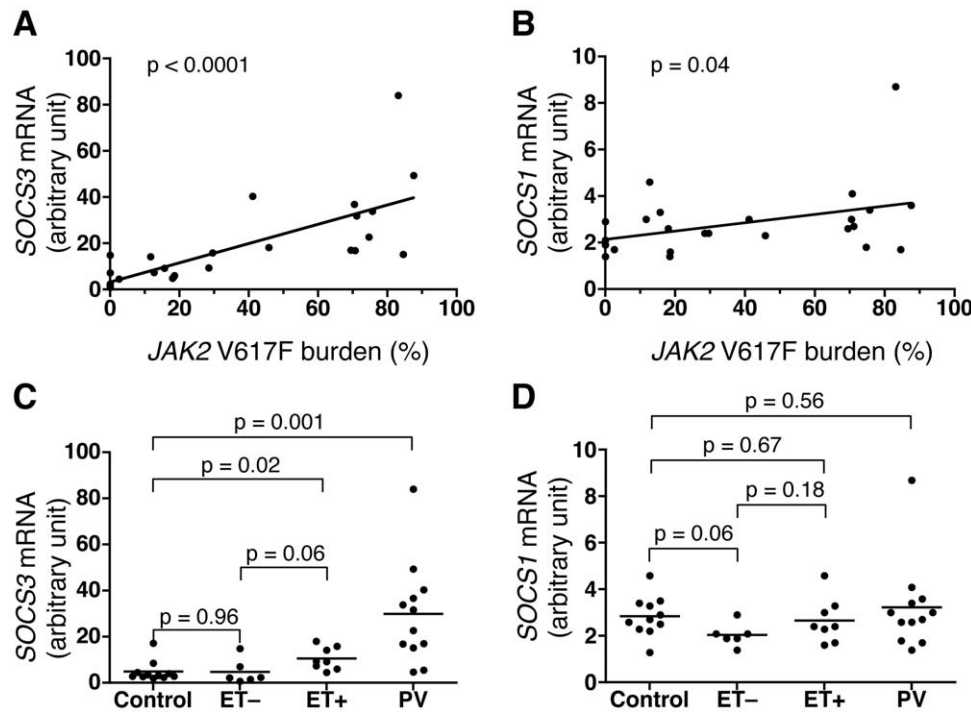 A
p < 0.0001
SOCS3 mRNA
(arbitrary unit)
100
80
60
40
20
0
0 20 40 60 80 100
JAK2 V617F burden (%)
B
p = 0.04
SOCS1 mRNA
(arbitrary unit)
10
8
6
4
2
0
0 20 40 60 80 100
JAK2 V617F burden (%)
C
p = 0.001
p = 0.02
p = 0.06
p = 0.96
SOCS3 mRNA
(arbitrary unit)
100
80
60
40
20
0
Control ET– ET+ PV
D
p = 0.56
p = 0.67
p = 0.18
p = 0.06
SOCS1 mRNA
(arbitrary unit)
10
8
6
4
2
0
Control ET– ET+ PV